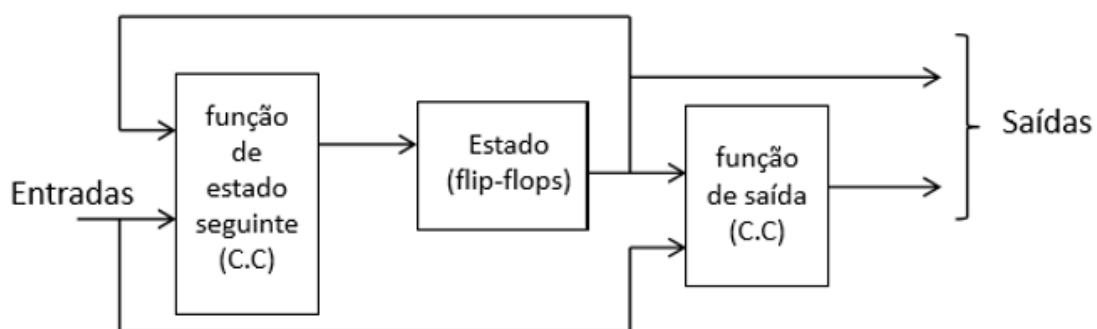 Entradas
função
de
estado
seguinte
(C.C)
Estado
(flip-flops)
função
de saída
(C.C)
Saídas